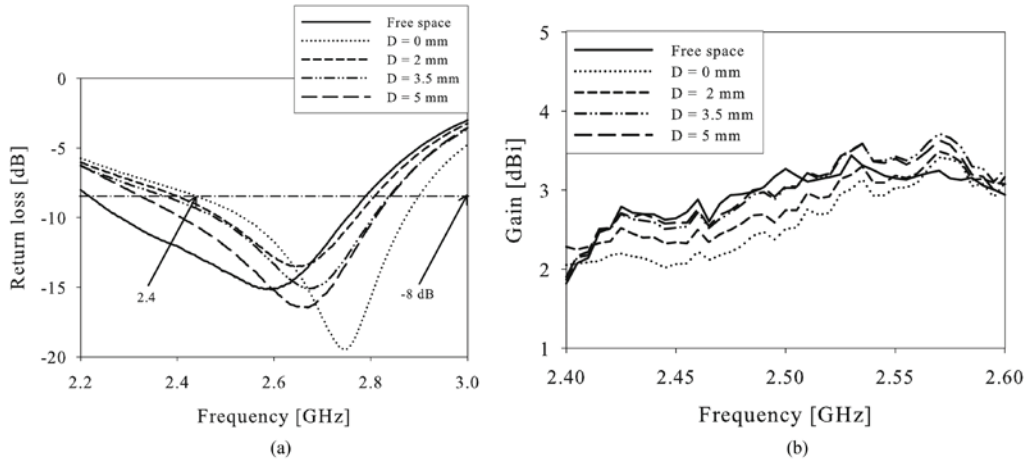 Free space
D = 0 mm
D = 2 mm
D = 3.5 mm
D = 5 mm
0
-5
-10
-15
-20
Return loss [dB]
2.4
-8 dB
2.2
2.4
2.6
2.8
3.0
Frequency [GHz]
(a)
Free space
D = 0 mm
D = 2 mm
D = 3.5 mm
D = 5 mm
5
4
3
2
1
Gain [dBi]
2.40
2.45
2.50
2.55
2.60
Frequency [GHz]
(b)